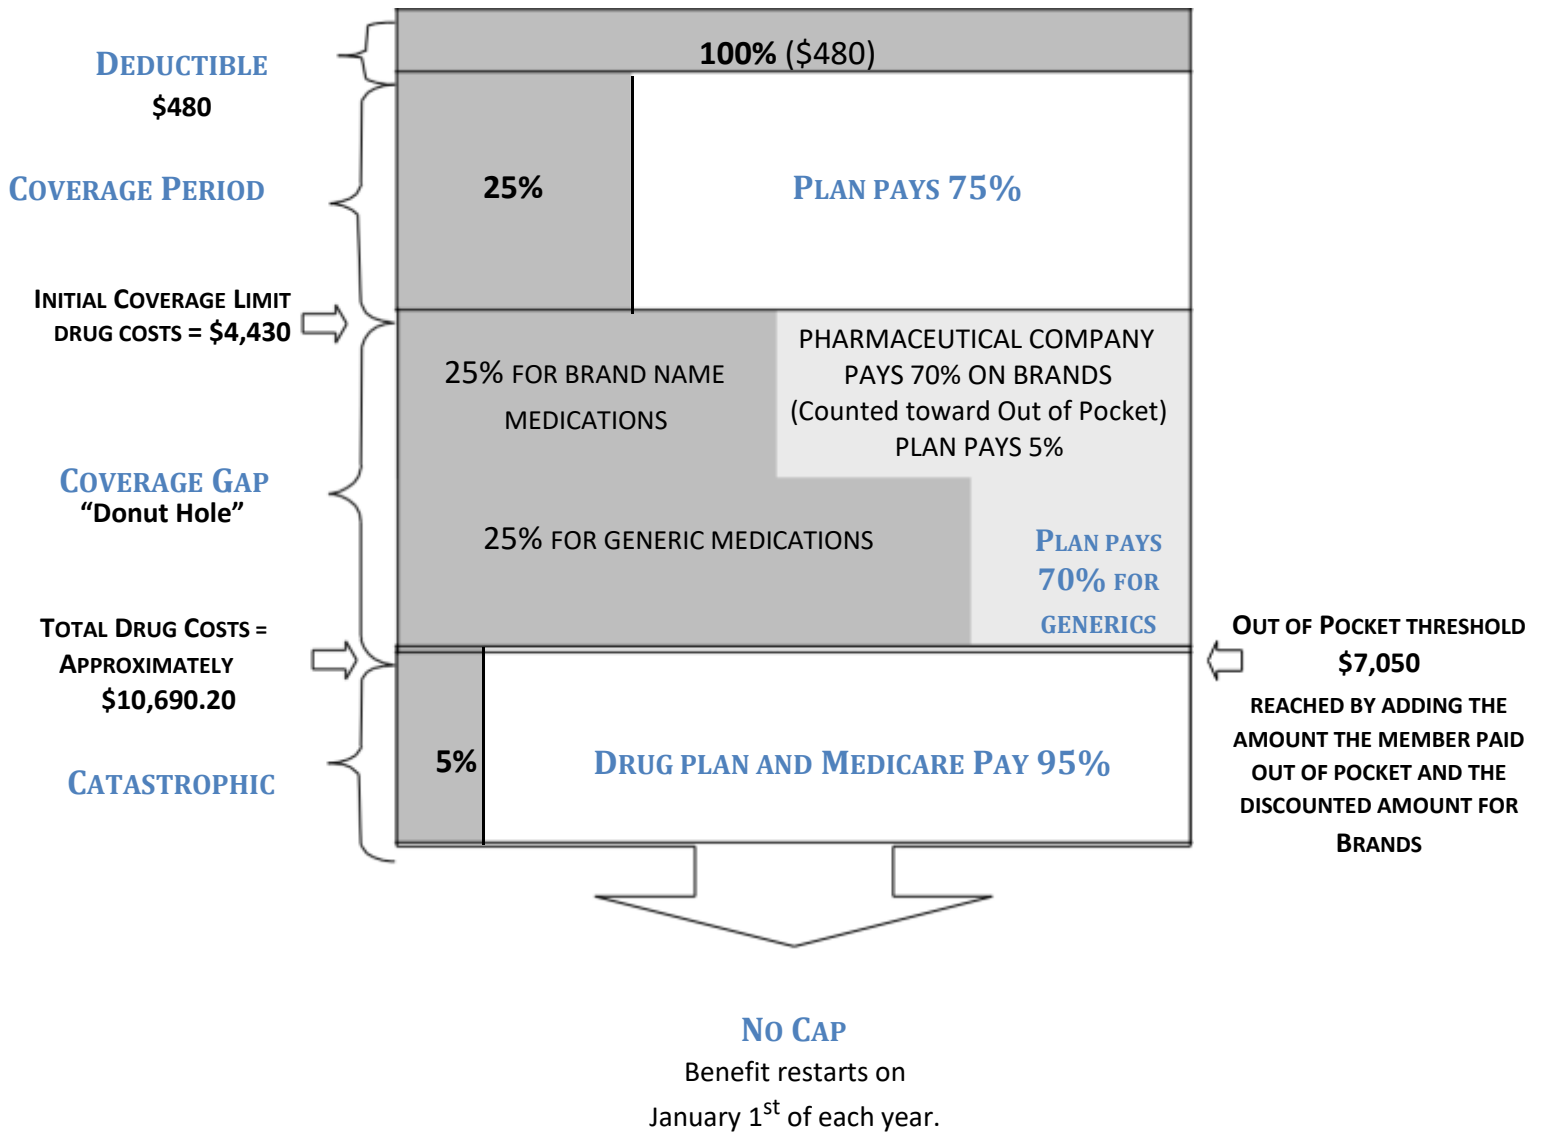 DEDUCTIBLE
$480
100% ($480)
COVERAGE PERIOD
25%
PLAN PAYS 75%
INITIAL COVERAGE LIMIT
DRUG COSTS = $4,430
25% FOR BRAND NAME
MEDICATIONS
PHARMACEUTICAL COMPANY
PAYS 70% ON BRANDS
(Counted toward Out of Pocket)
PLAN PAYS 5%
COVERAGE GAP
“Donut Hole”
25% FOR GENERIC MEDICATIONS
PLAN PAYS
70% FOR
GENERICS
TOTAL DRUG COSTS =
APPROXIMATELY
$10,690.20
OUT OF POCKET THRESHOLD
$7,050
REACHED BY ADDING THE
AMOUNT THE MEMBER PAID
OUT OF POCKET AND THE
DISCOUNTED AMOUNT FOR
BRANDS
CATASTROPHIC
5%
DRUG PLAN AND MEDICARE PAY 95%
NO CAP
Benefit restarts on
January 1st of each year.